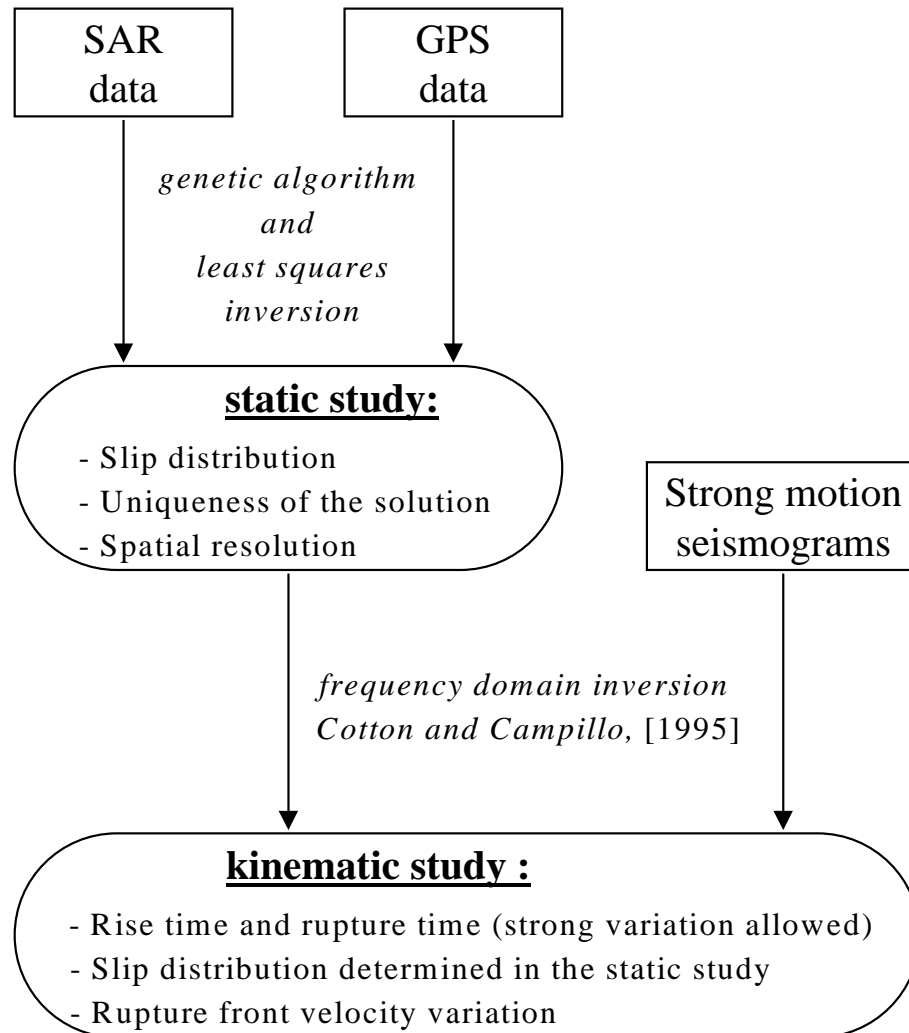 SAR
data
GPS
data
genetic algorithm
and
least squares
inversion
static study:
- Slip distribution
- Uniqueness of the solution
- Spatial resolution
Strong motion
seismograms
frequency domain inversion
Cotton and Campillo, [1995]
kinematic study :
- Rise time and rupture time (strong variation allowed)
- Slip distribution determined in the static study
- Rupture front velocity variation